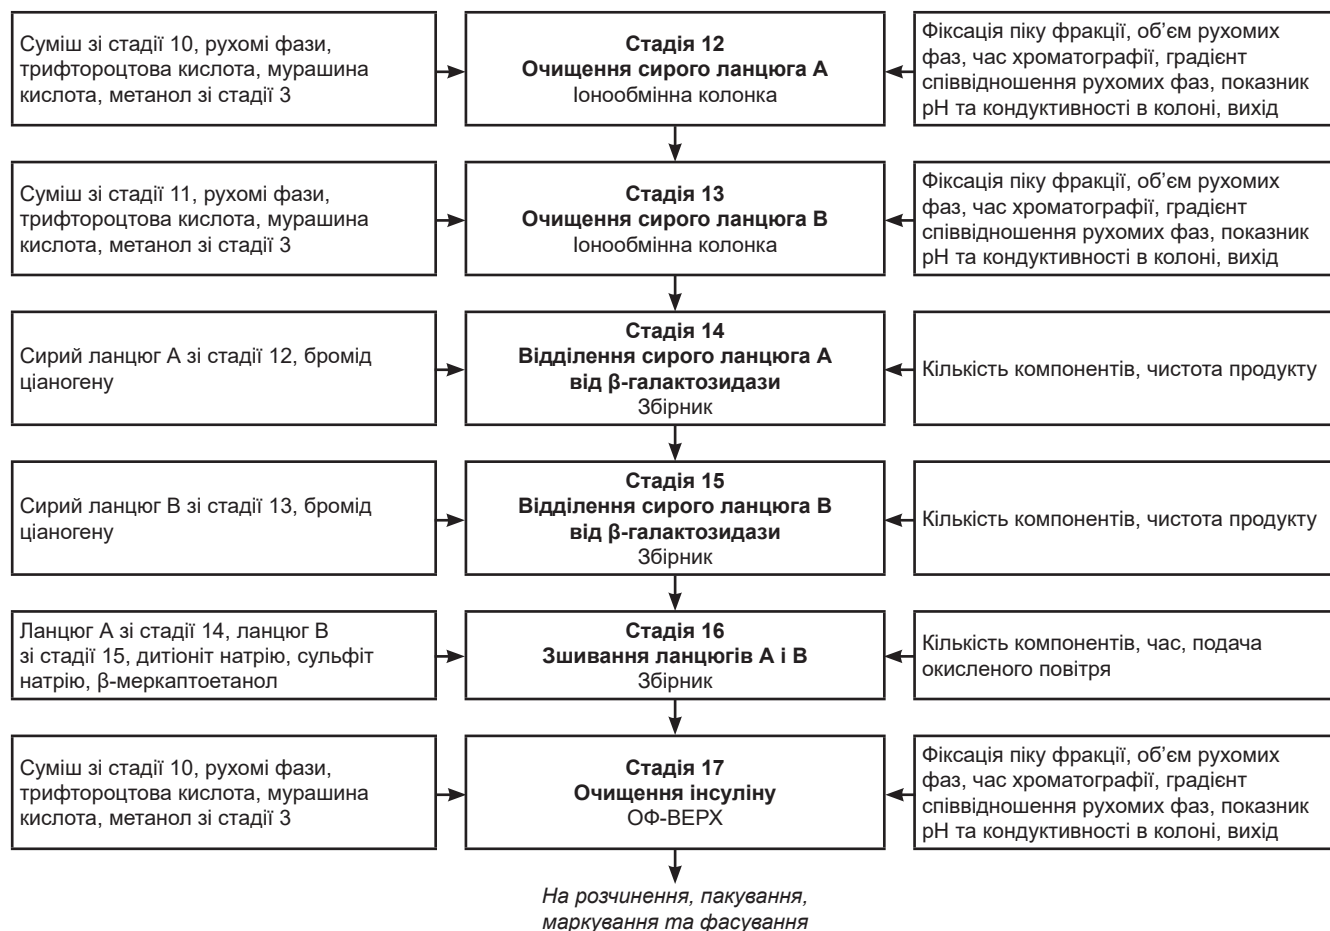 Суміш зі стадії 10, рухомі фази,
трифтороцтова кислота, мурашина
кислота, метанол зі стадії 3
Стадія 12
Очищення сирого ланцюга А
Іонообмінна колонка
Фіксація піку фракції, об’єм рухомих
фаз, час хроматографії, градієнт
співвідношення рухомих фаз, показник
pH та кондуктивності в колоні, вихід
Суміш зі стадії 11, рухомі фази,
трифтороцтова кислота, мурашина
кислота, метанол зі стадії 3
Стадія 13
Очищення сирого ланцюга В
Іонообмінна колонка
Фіксація піку фракції, об’єм рухомих
фаз, час хроматографії, градієнт
співвідношення рухомих фаз, показник
pH та кондуктивності в колоні, вихід
Сирий ланцюг А зі стадії 12, бромід
ціаногену
Стадія 14
Відділення сирого ланцюга А
від β-галактозидази
Збірник
Кількість компонентів, чистота продукту
Сирий ланцюг В зі стадії 13, бромід
ціаногену
Стадія 15
Відділення сирого ланцюга В
від β-галактозидази
Збірник
Кількість компонентів, чистота продукту
Ланцюг А зі стадії 14, ланцюг В
зі стадії 15, дитіоніт натрію, сульфіт
натрію, β-меркаптоетанол
Стадія 16
Зшивання ланцюгів А і В
Збірник
Кількість компонентів, час, подача
окисленого повітря
Суміш зі стадії 10, рухомі фази,
трифтороцтова кислота, мурашина
кислота, метанол зі стадії 3
Стадія 17
Очищення інсуліну
ОФ-ВЕРХ
Фіксація піку фракції, об’єм рухомих
фаз, час хроматографії, градієнт
співвідношення рухомих фаз, показник
pH та кондуктивності в колоні, вихід
На розчинення, пакування,
маркування та фасування